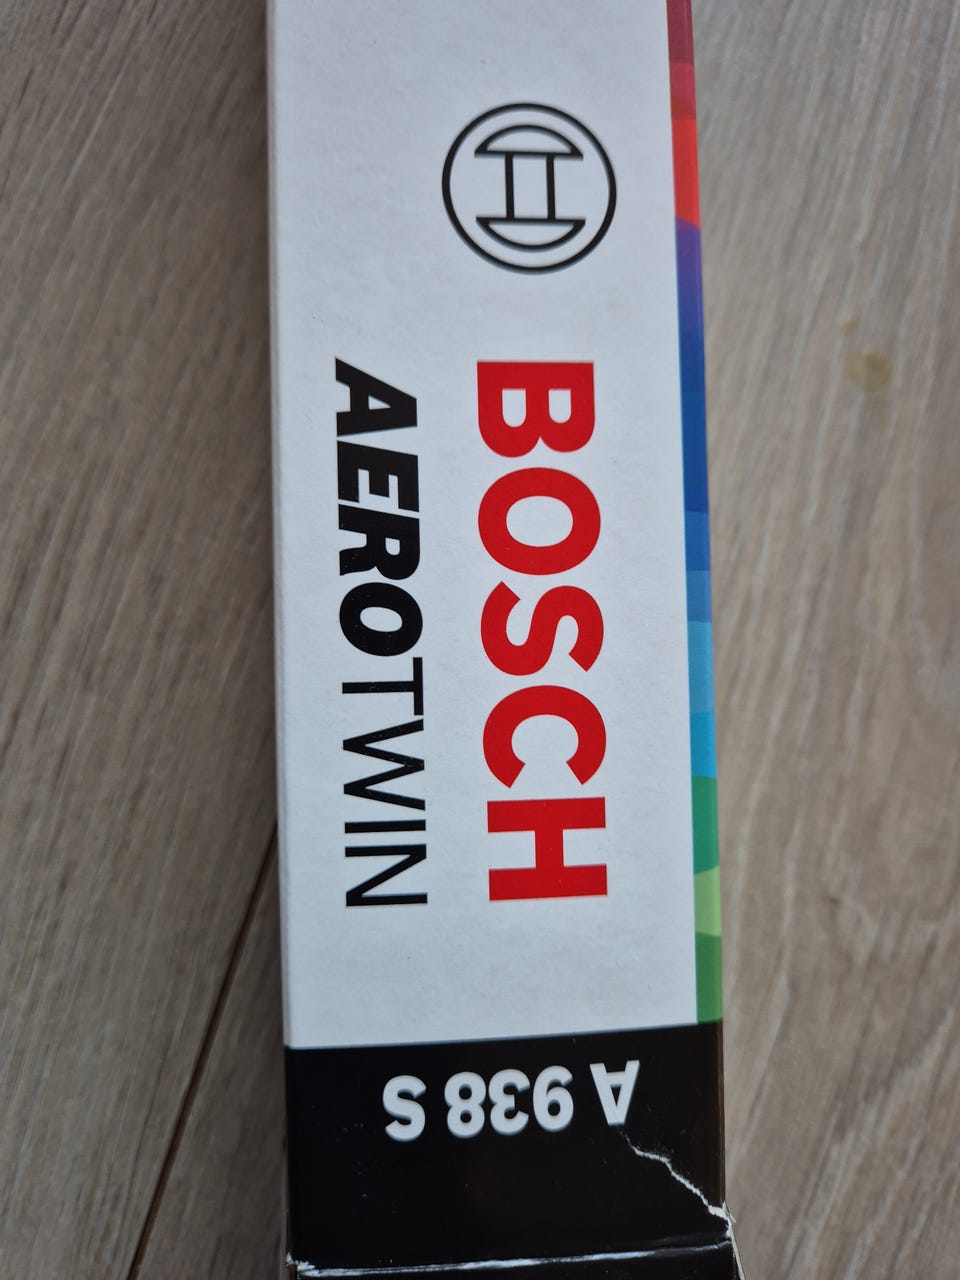 BOSCH
AEROTWIN
A 938 S